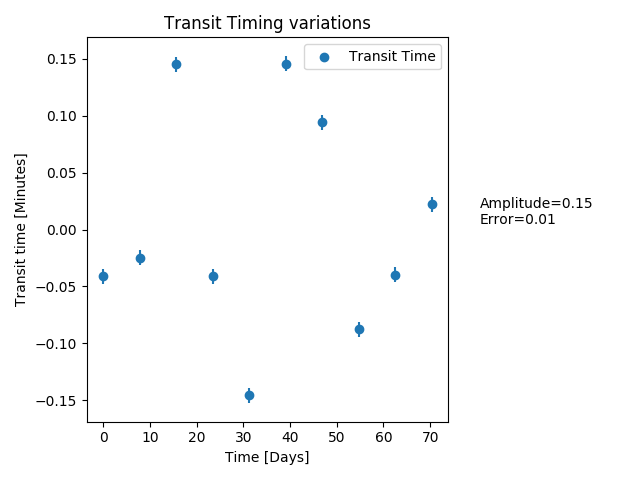 Transit Timing variations
Transit Time
0.15
0.10
0.05
0.00
−0.05
−0.10
−0.15
Transit time [Minutes]
Amplitude=0.15
Error=0.01
0 10 20 30 40 50 60 70
Time [Days]